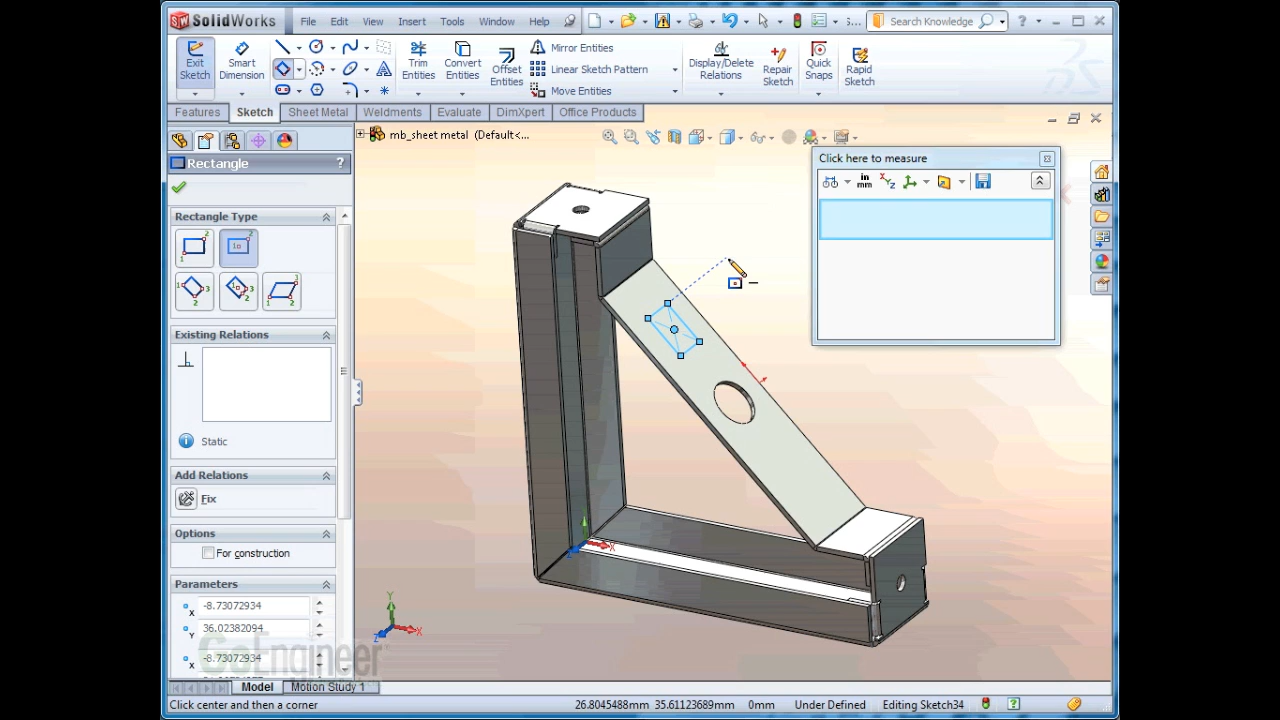 SW SolidWorks File Edit View Insert Tools Window Help S... Search Knowledge ?
Exit Sketch
Smart Dimension
Trim Entities
Convert Entities
Offset Entities
Mirror Entities
Linear Sketch Pattern
Move Entities
Display/Delete Relations
Repair Sketch
Quick Snaps
Rapid Sketch
Features Sketch Sheet Metal Weldments Evaluate DimXpert Office Products
mb_sheet metal (Default<...
Rectangle ?
Rectangle Type
Existing Relations
Static
Add Relations
Fix
Options
For construction
Parameters
-8.73072934
36.02382094
-8.73072934
Click here to measure
in
mm
X Y Z
Y
X
Z
X
GoEngineer
Model Motion Study 1
Click center and then a corner 26.8045488mm 35.61123689mm 0mm Under Defined Editing Sketch34